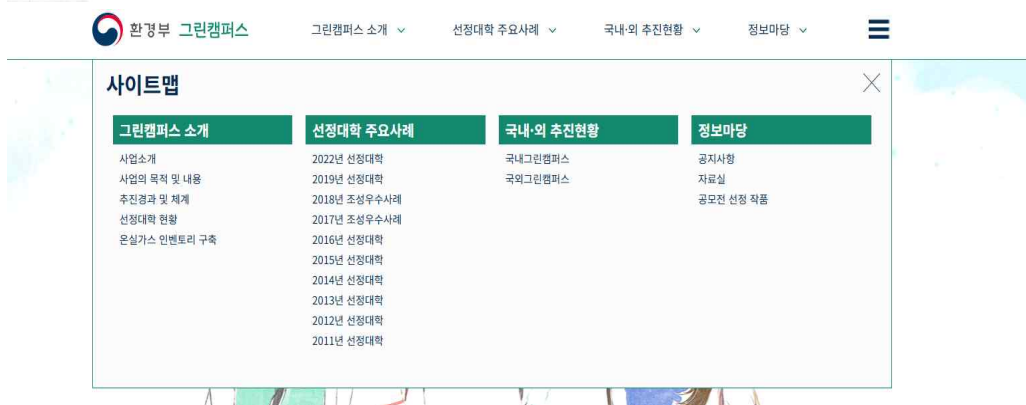 환경부 그린캠퍼스
그린캠퍼스 소개
선정대학 주요사례
국내·외 추진현황
정보마당
사이트맵
그린캠퍼스 소개
사업소개
사업의 목적 및 내용
추진경과 및 체계
선정대학 현황
온실가스 인벤토리 구축
선정대학 주요사례
2022년 선정대학
2019년 선정대학
2018년 조성우수사례
2017년 조성우수사례
2016년 선정대학
2015년 선정대학
2014년 선정대학
2013년 선정대학
2012년 선정대학
2011년 선정대학
국내·외 추진현황
국내그린캠퍼스
국외그린캠퍼스
정보마당
공지사항
자료실
공모전 선정 작품